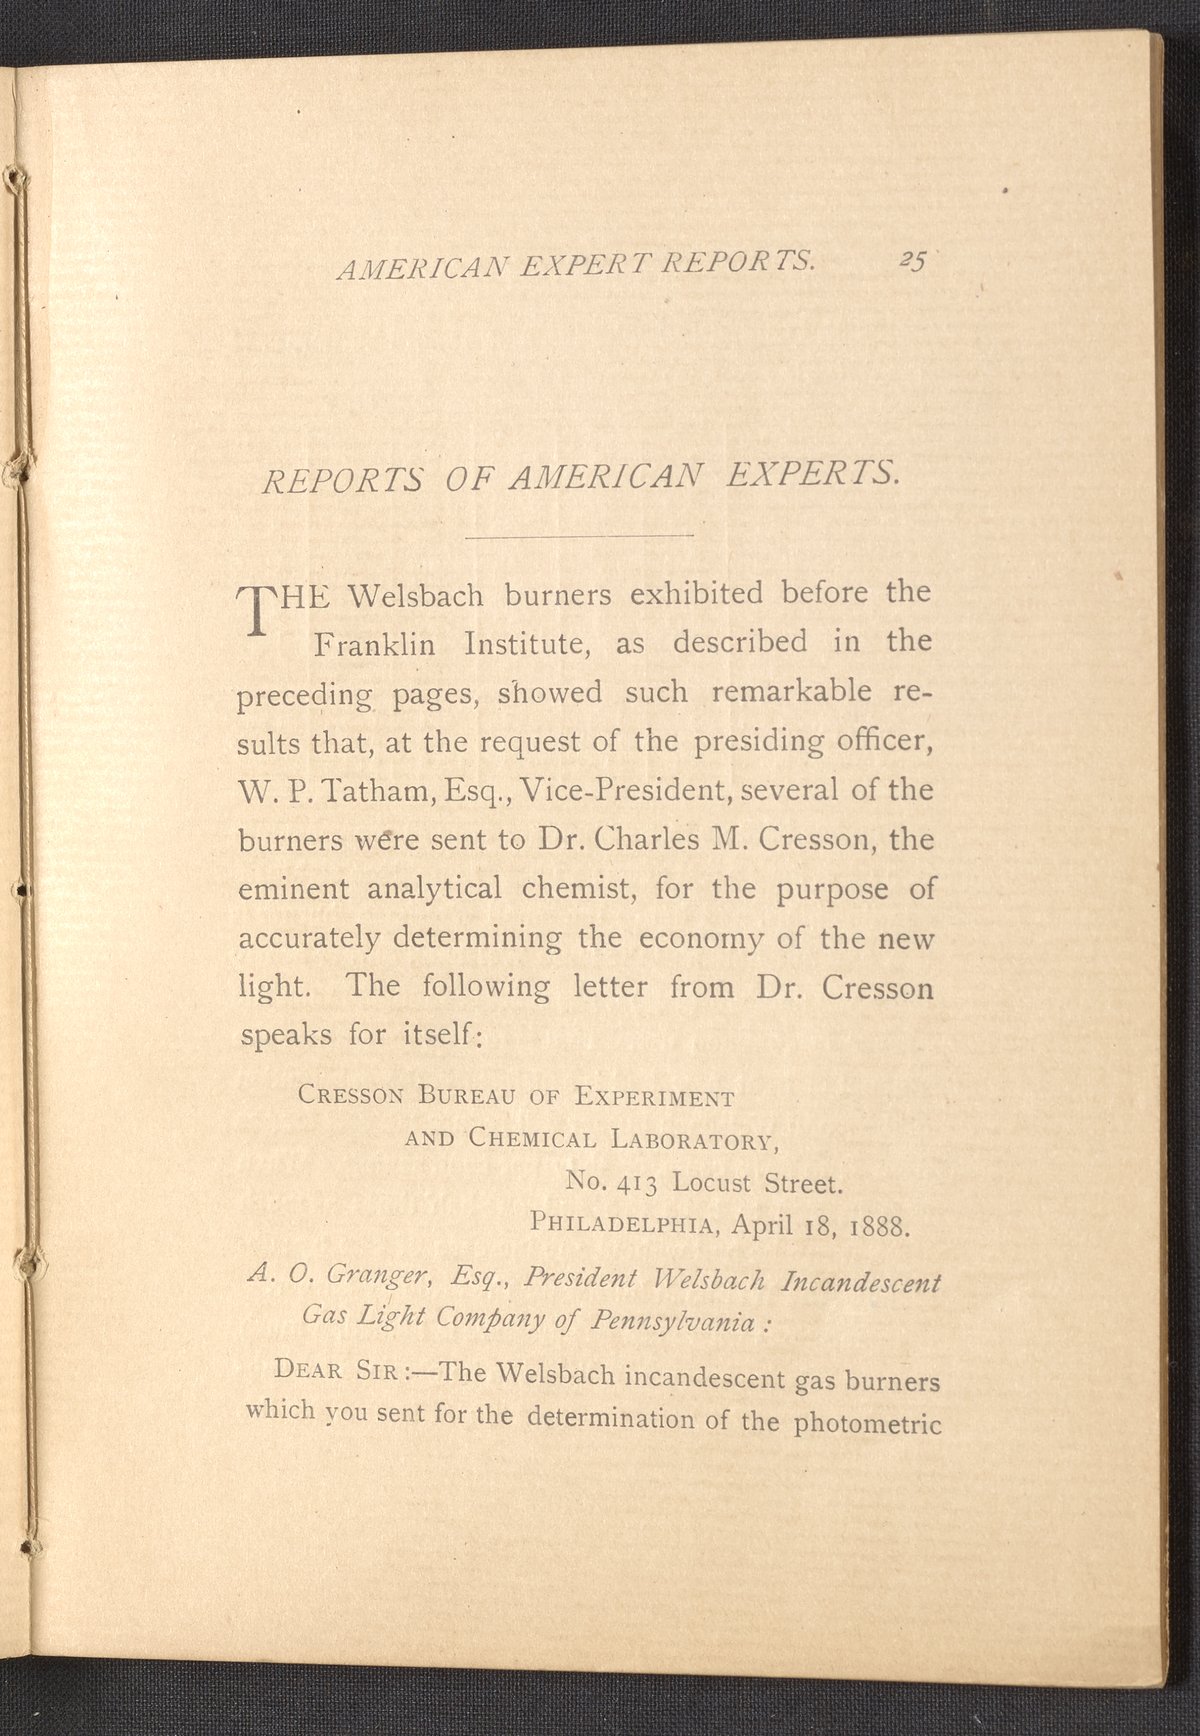 AMERICAN EXPERT REPORTS. 25
REPORTS OF AMERICAN EXPERTS.
THE Welsbach burners exhibited before the
Franklin Institute, as described in the
preceding pages, showed such remarkable re-
sults that, at the request of the presiding officer,
W. P. Tatham, Esq., Vice-President, several of the
burners were sent to Dr. Charles M. Cresson, the
eminent analytical chemist, for the purpose of
accurately determining the economy of the new
light. The following letter from Dr. Cresson
speaks for itself:
CRESSON BUREAU OF EXPERIMENT
AND CHEMICAL LABORATORY,
No. 413 Locust Street.
PHILADELPHIA, April 18, 1888.
A. O. Granger, Esq., President Welsbach Incandescent
Gas Light Company of Pennsylvania :
DEAR SIR :—The Welsbach incandescent gas burners
which you sent for the determination of the photometric